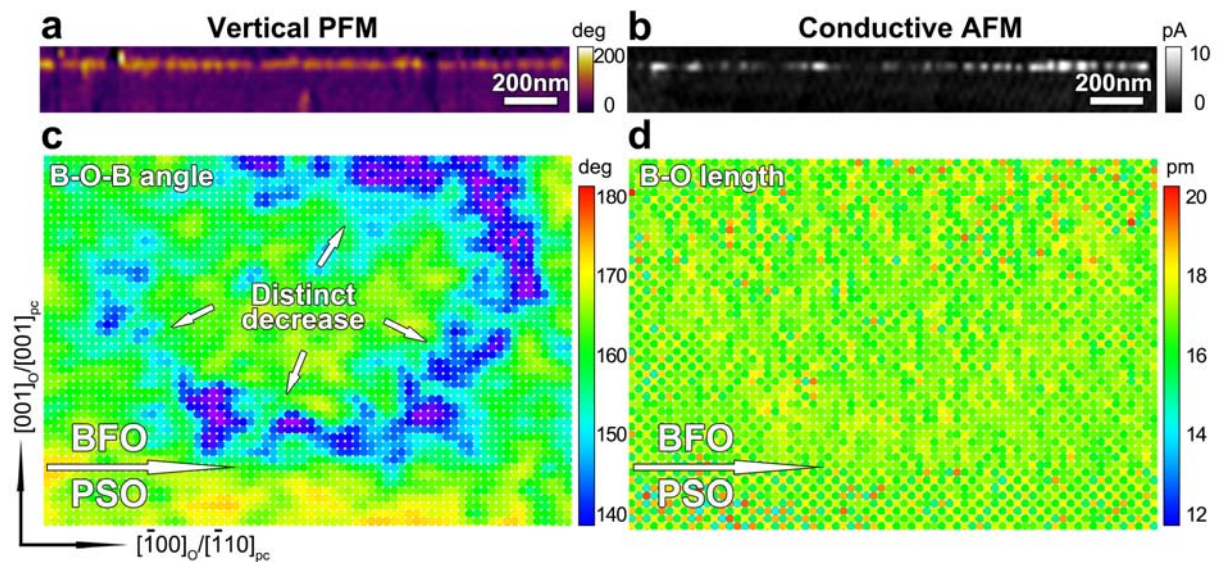 a Vertical PFM
deg
200
0
200nm
b Conductive AFM
pA
10
0
200nm
c
B-O-B angle
deg
180
170
160
150
140
Distinct
decrease
BFO
PSO
[001]O/[001]pc
[1̄00]O/[1̄10]pc
d
B-O length
pm
20
18
16
14
12
BFO
PSO